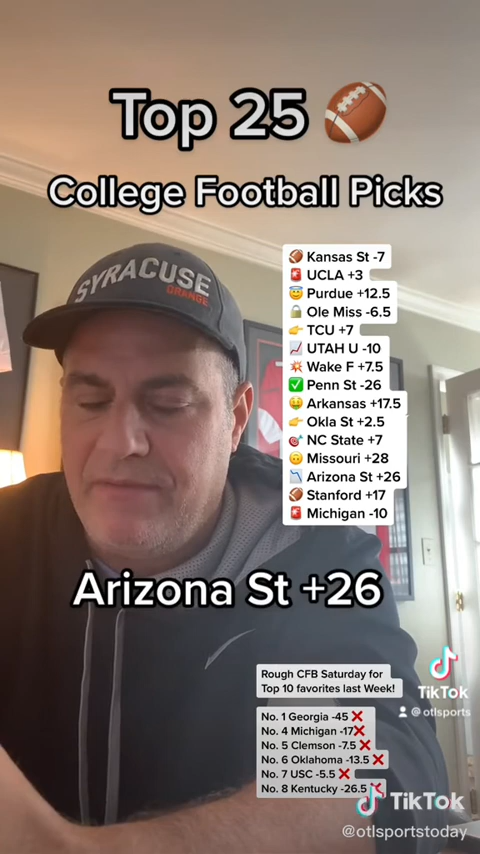 Top 25 🏈
College Football Picks
SYRACUSE
ORANGE
🏈 Kansas St -7
🚨 UCLA +3
😇 Purdue +12.5
🔒 Ole Miss -6.5
👉 TCU +7
📈 UTAH U -10
💥 Wake F +7.5
✅ Penn St -26
🤑 Arkansas +17.5
👉 Okla St +2.5
🎯 NC State +7
🙃 Missouri +28
📉 Arizona St +26
🏈 Stanford +17
🚨 Michigan -10
Arizona St +26
Rough CFB Saturday for
Top 10 favorites last Week!
No. 1 Georgia -45 ❌
No. 4 Michigan -17❌
No. 5 Clemson -7.5 ❌
No. 6 Oklahoma -13.5 ❌
No. 7 USC -5.5 ❌
No. 8 Kentucky -26.5 ❌
TikTok
@otlsports
TikTok
@otlsportstoday